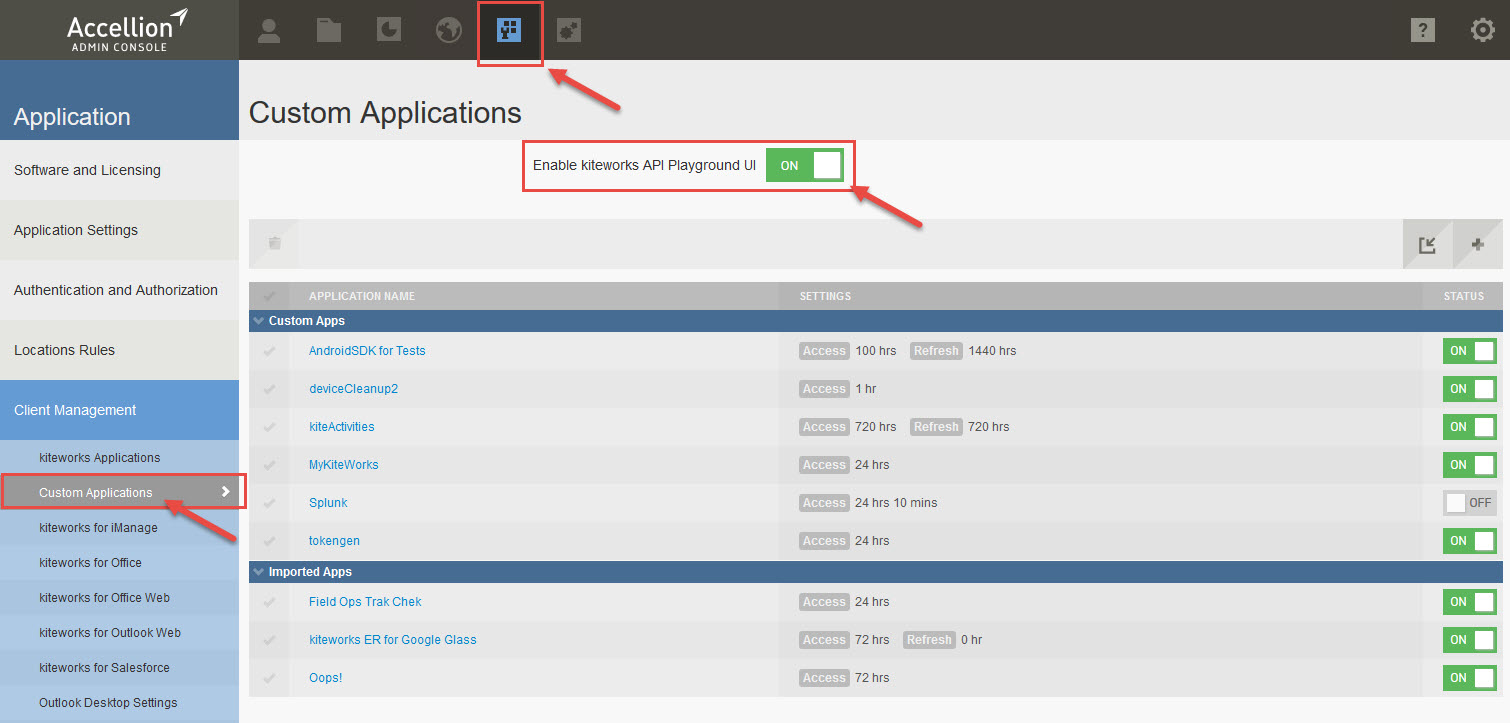 Accellion
ADMIN CONSOLE
?
Application
Custom Applications
Enable kiteworks API Playground UI ON
Software and Licensing
Application Settings
Authentication and Authorization
Locations Rules
Client Management
kiteworks Applications
Custom Applications
kiteworks for iManage
kiteworks for Office
kiteworks for Office Web
kiteworks for Outlook Web
kiteworks for Salesforce
Outlook Desktop Settings
APPLICATION NAME SETTINGS STATUS
Custom Apps
AndroidSDK for Tests Access 100 hrs Refresh 1440 hrs ON
deviceCleanup2 Access 1 hr ON
kiteActivities Access 720 hrs Refresh 720 hrs ON
MyKiteWorks Access 24 hrs ON
Splunk Access 24 hrs 10 mins OFF
tokengen Access 24 hrs ON
Imported Apps
Field Ops Trak Chek Access 24 hrs ON
kiteworks ER for Google Glass Access 72 hrs Refresh 0 hr ON
Oops! Access 72 hrs ON